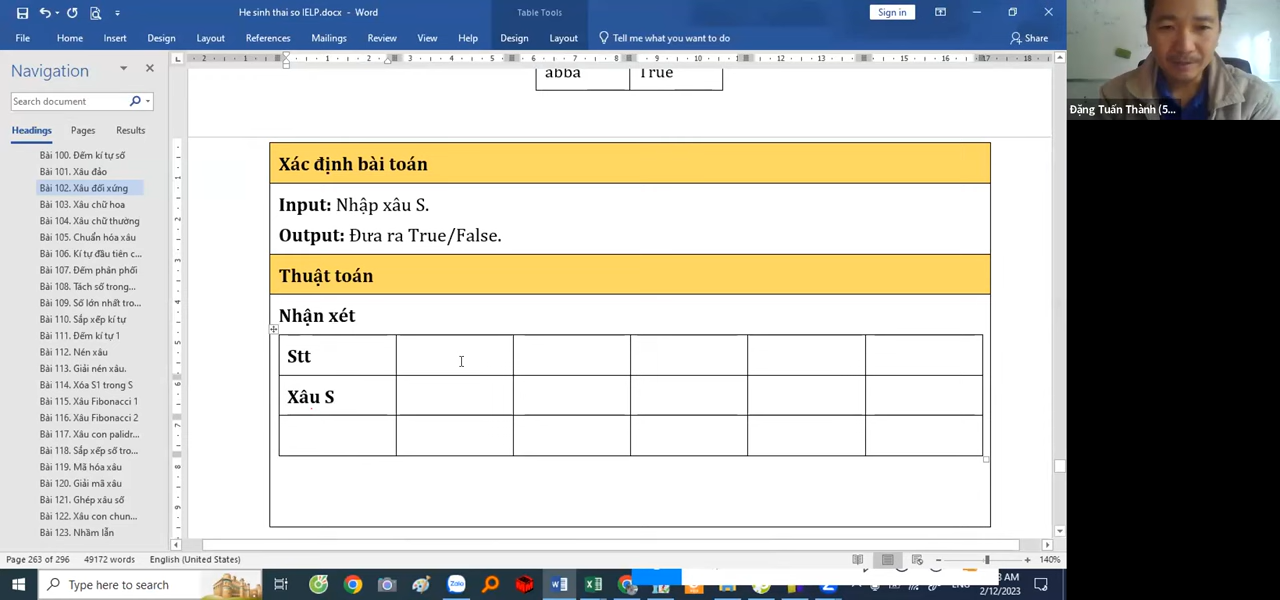 He sinh thai so IELP.docx - Word
Table Tools
Sign in
File
Home
Insert
Design
Layout
References
Mailings
Review
View
Help
Design
Layout
Tell me what you want to do
Share
Đặng Tuấn Thành (5...
Navigation
Search document
Headings
Pages
Results
Bài 100. Đếm kí tự số
Bài 101. Xâu đảo
Bài 102. Xâu đối xứng
Bài 103. Xâu chữ hoa
Bài 104. Xâu chữ thường
Bài 105. Chuẩn hóa xâu
Bài 106. Kí tự đầu tiên c...
Bài 107. Đếm phân phối
Bài 108. Tách số trong...
Bài 109. Số lớn nhất tro...
Bài 110. Sắp xếp kí tự
Bài 111. Đếm kí tự 1
Bài 112. Nén xâu
Bài 113. Giải nén xâu.
Bài 114. Xóa S1 trong S
Bài 115. Xâu Fibonacci 1
Bài 116. Xâu Fibonacci 2
Bài 117. Xâu con palidr...
Bài 118. Sắp xếp số tro...
Bài 119. Mã hóa xâu
Bài 120. Giải mã xâu
Bài 121. Ghép xâu số
Bài 122. Xâu con chun...
Bài 123. Nhầm lẫn
abba True
Xác định bài toán
Input: Nhập xâu S.
Output: Đưa ra True/False.
Thuật toán
Nhận xét
Stt
Xâu S
Page 263 of 296
49172 words
English (United States)
140%
Type here to search
Zalo
AM
2/12/2023